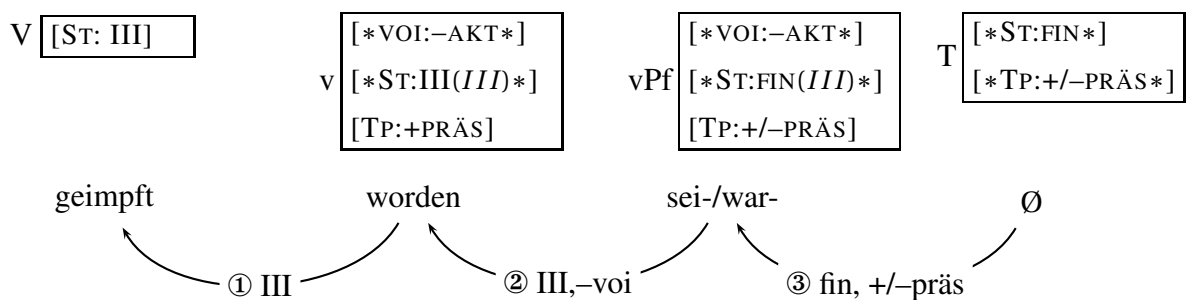 V [ST: III] [∗VOI:–AKT∗] [∗VOI:–AKT∗] T [∗ST:FIN∗]
v [∗ST:III(III)∗] vPf [∗ST:FIN(III)∗] [∗TP:+/–PRÄS∗]
[TP:+PRÄS] [TP:+/–PRÄS]
geimpft worden sei-/war- Ø
① III ② III,–voi ③ fin, +/–präs